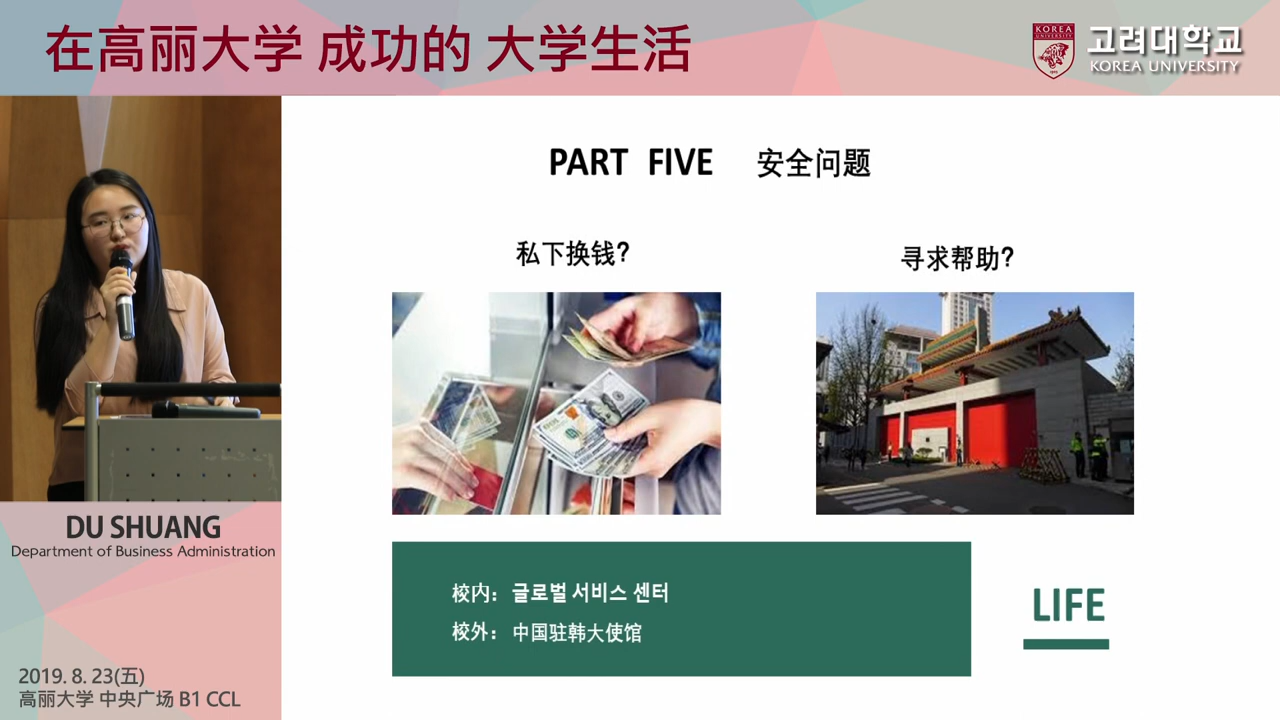 在高丽大学 成功的 大学生活
KOREA
UNIVERSITY
고려대학교
KOREA UNIVERSITY
PART FIVE 安全问题
私下换钱?
寻求帮助?
校内: 글로벌 서비스 센터
校外: 中国驻韩大使馆
LIFE
DU SHUANG
Department of Business Administration
2019. 8. 23(五)
高丽大学 中央广场 B1 CCL